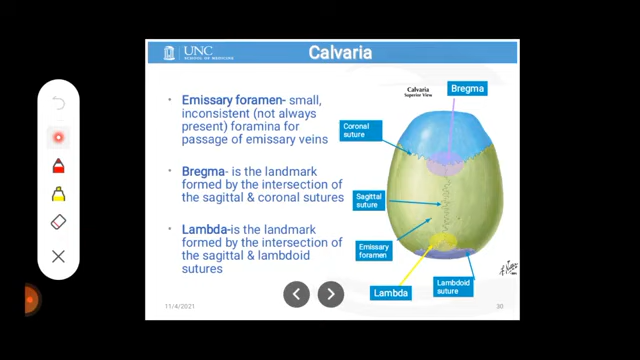 UNC
SCHOOL OF MEDICINE
Calvaria
• Emissary foramen- small,
inconsistent (not always
present) foramina for
passage of emissary veins
• Bregma- is the landmark
formed by the intersection of
the sagittal & coronal sutures
• Lambda-is the landmark
formed by the intersection of
the sagittal & lambdoid
sutures
Calvaria
Superior View
Bregma
Coronal
suture
Sagittal
suture
Emissary
foramen
Lambda
Lambdoid
suture
11/4/2021
30